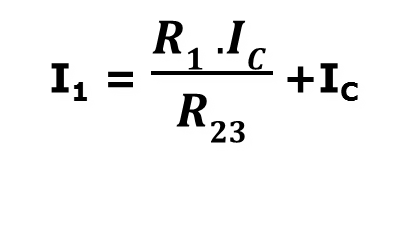 I₁ = R₁ .I_C / R₂₃ + I_C